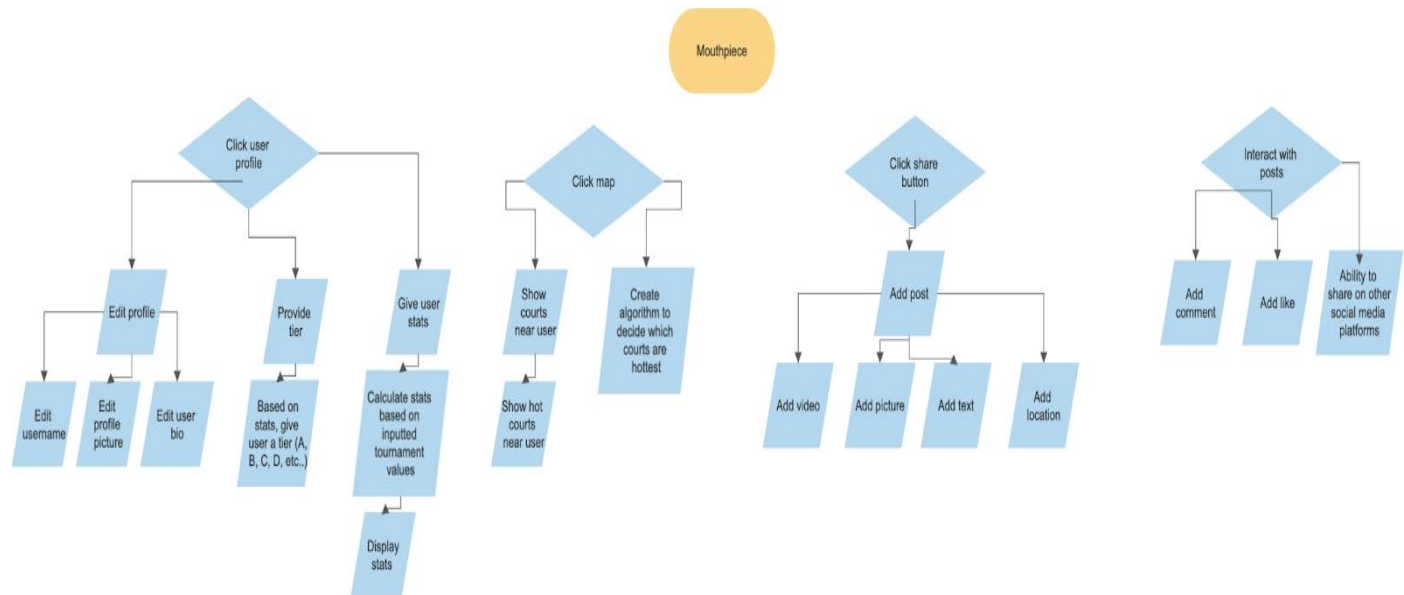 Mouthpiece
Click user
profile
Click map
Click share
button
Interact with
posts
Edit profile
Provide
tier
Give user
stats
Show
courts
near user
Create
algorithm to
decide which
courts are
hottest
Add post
Add
comment
Add like
Ability to
share on other
social media
platforms
Edit
username
Edit
profile
picture
Edit user
bio
Based on
stats, give
user a tier (A,
B, C, D, etc..)
Calculate stats
based on
inputted
tournament
values
Show hot
courts
near user
Add video
Add picture
Add text
Add
location
Display
stats